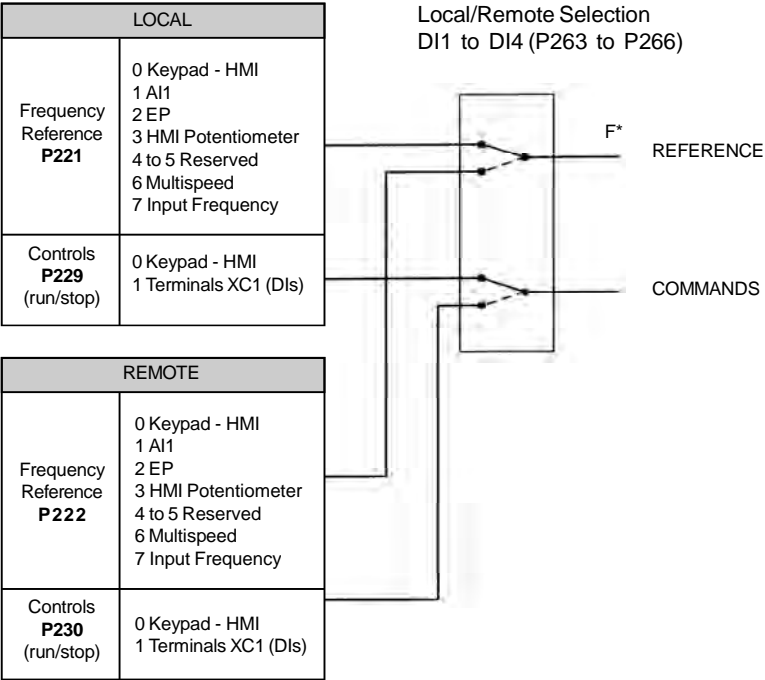 LOCAL
Frequency
Reference
P221
0 Keypad - HMI
1 AI1
2 EP
3 HMI Potentiometer
4 to 5 Reserved
6 Multispeed
7 Input Frequency
Controls
P229
(run/stop)
0 Keypad - HMI
1 Terminals XC1 (DIs)
Local/Remote Selection
DI1 to DI4 (P263 to P266)
F*
REFERENCE
COMMANDS
REMOTE
Frequency
Reference
P222
0 Keypad - HMI
1 AI1
2 EP
3 HMI Potentiometer
4 to 5 Reserved
6 Multispeed
7 Input Frequency
Controls
P230
(run/stop)
0 Keypad - HMI
1 Terminals XC1 (DIs)